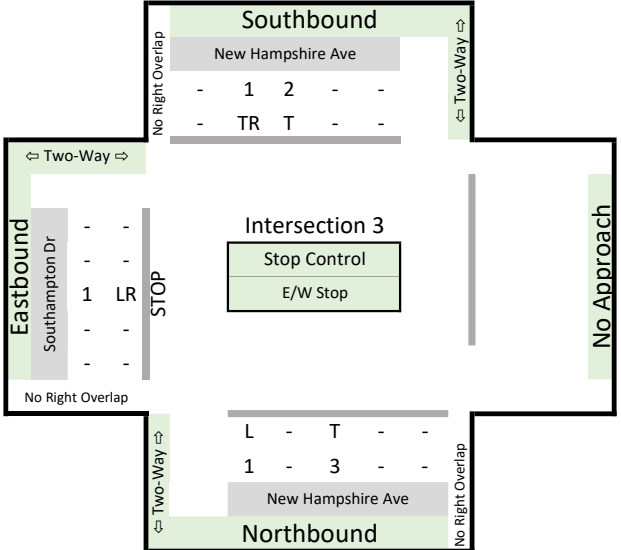 Southbound
New Hampshire Ave
No Right Overlap
⇦ Two-Way ⇨
- 1 2 - -
- TR T - -
⇦ Two-Way ⇨
Eastbound
Southampton Dr
- -
- -
1 LR
- -
- -
STOP
No Right Overlap
Intersection 3
Stop Control
E/W Stop
No Approach
⇦ Two-Way ⇨
L - T - -
1 - 3 - -
New Hampshire Ave
Northbound
No Right Overlap